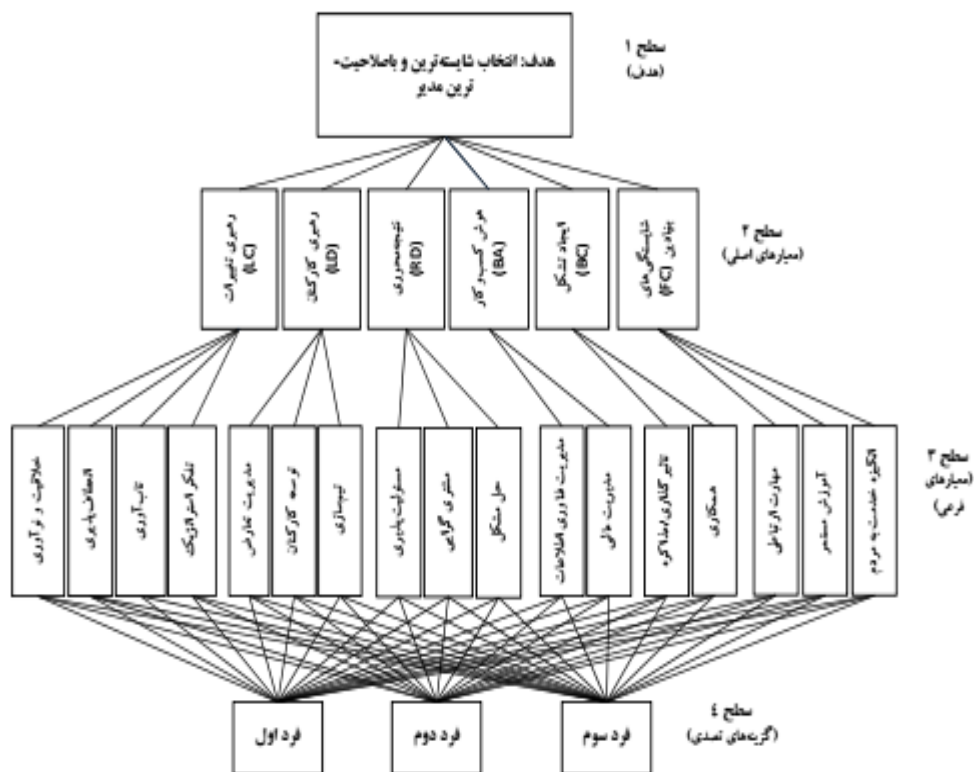 هدف: انتخاب شایسته‌ترین و باصلاحیت-
ترین مدیر
سطح ۱
(هدف)
شایستگی‌های
بنیادین (FC)
ایجاد تشکل
(BC)
هوش کسب و کار
(BA)
نتیجه‌محوری
(RD)
رهبری کارکنان
(LD)
رهبری تغییرات
(LC)
سطح ۲
(معیارهای اصلی)
انگیزه خدمت به مردم
آموزش مستمر
مهارت ارتباطی
همکاری
تاثیرگذاری/مذاکره
مدیریت مالی
مدیریت فناوری اطلاعات
حل مشکل
مشتری گرایی
مسئولیت‌پذیری
تیم‌سازی
توسعه کارکنان
مدیریت تعارض
تفکر استراتژیک
تاب‌آوری
انعطاف‌پذیری
خلاقیت و نوآوری
سطح ۳
(معیارهای
فرعی)
فرد سوم
فرد دوم
فرد اول
سطح ٤
(گزینه‌های تصدی)